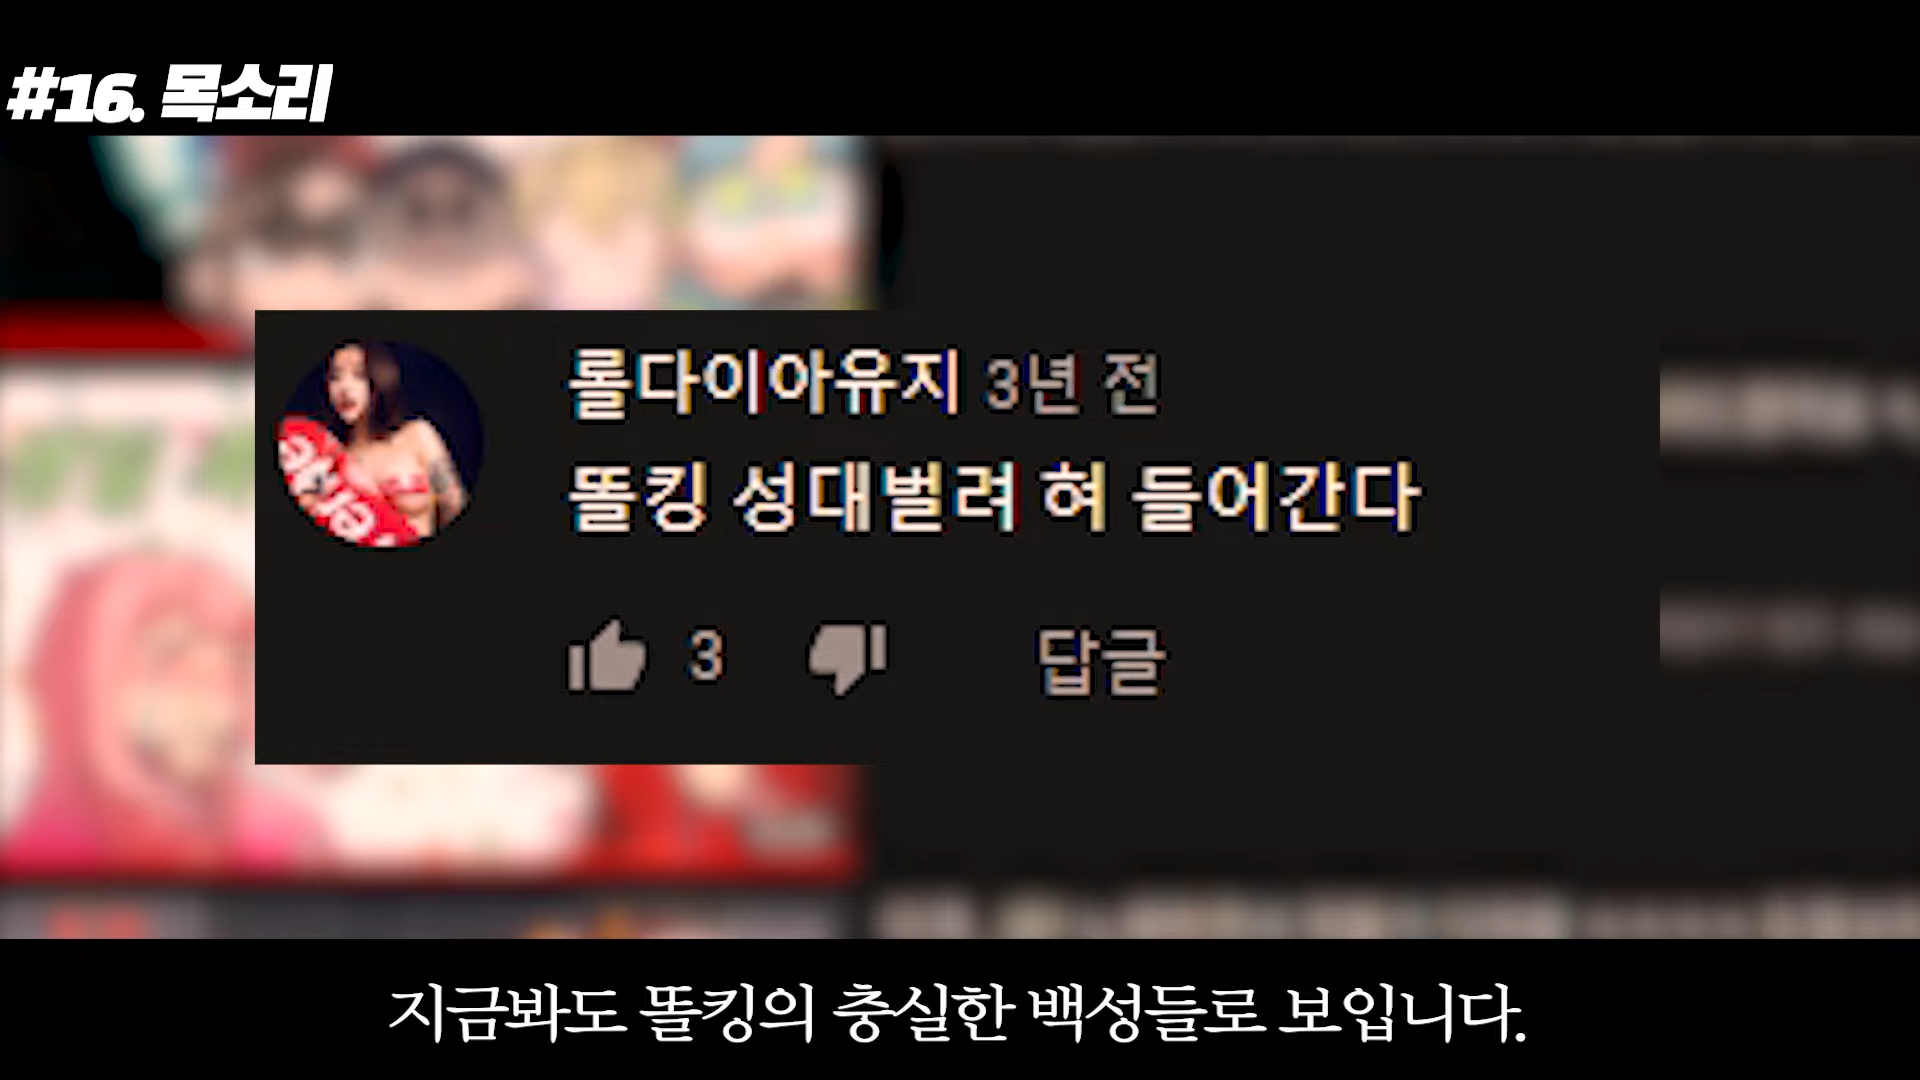 #16. 목소리
롤다이아유지 3년 전
똘킹 성대벌려 혀 들어간다
3 답글
지금봐도 똘킹의 충실한 백성들로 보입니다.